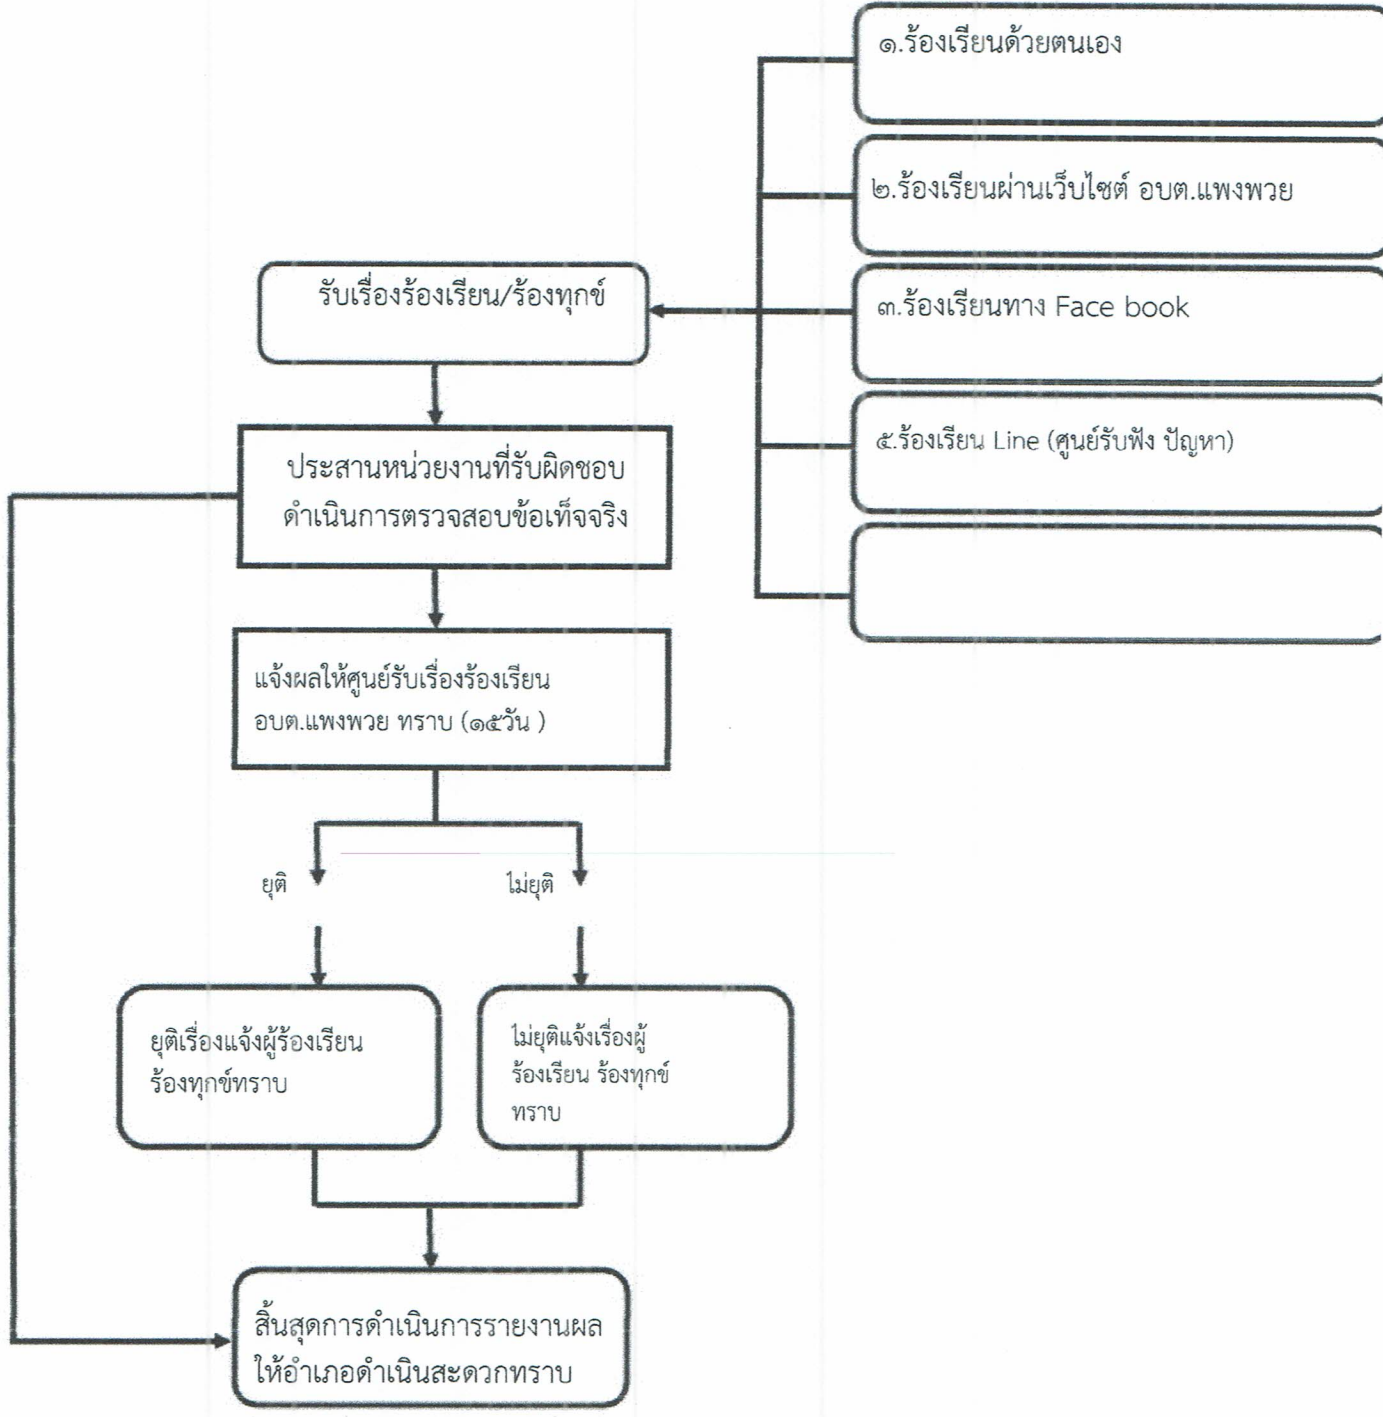 ๑.ร้องเรียนด้วยตนเอง
๒.ร้องเรียนผ่านเว็บไซต์ อบต.แพงพวย
๓.ร้องเรียนทาง Face book
๕.ร้องเรียน Line (ศูนย์รับฟัง ปัญหา)
รับเรื่องร้องเรียน/ร้องทุกข์
ประสานหน่วยงานที่รับผิดชอบ
ดำเนินการตรวจสอบข้อเท็จจริง
แจ้งผลให้ศูนย์รับเรื่องร้องเรียน
อบต.แพงพวย ทราบ (๑๕วัน )
ยุติ
ไม่ยุติ
ยุติเรื่องแจ้งผู้ร้องเรียน
ร้องทุกข์ทราบ
ไม่ยุติแจ้งเรื่องผู้
ร้องเรียน ร้องทุกข์
ทราบ
สิ้นสุดการดำเนินการรายงานผล
ให้อำเภอดำเนินสะดวกทราบ